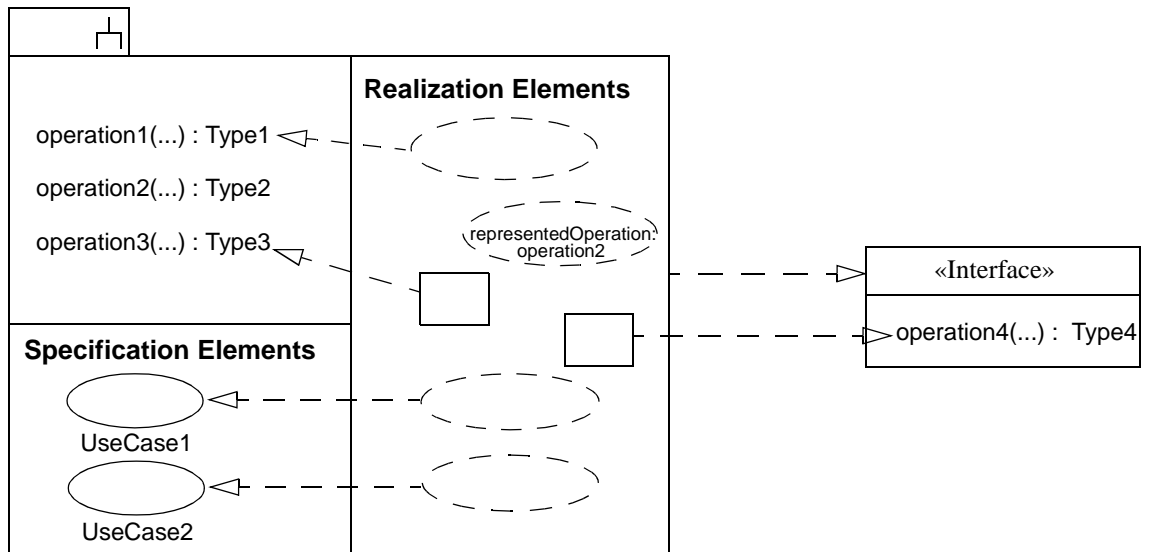 Realization Elements
operation1(...) : Type1
operation2(...) : Type2
operation3(...) : Type3
representedOperation:
operation2
«Interface»
operation4(...) : Type4
Specification Elements
UseCase1
UseCase2